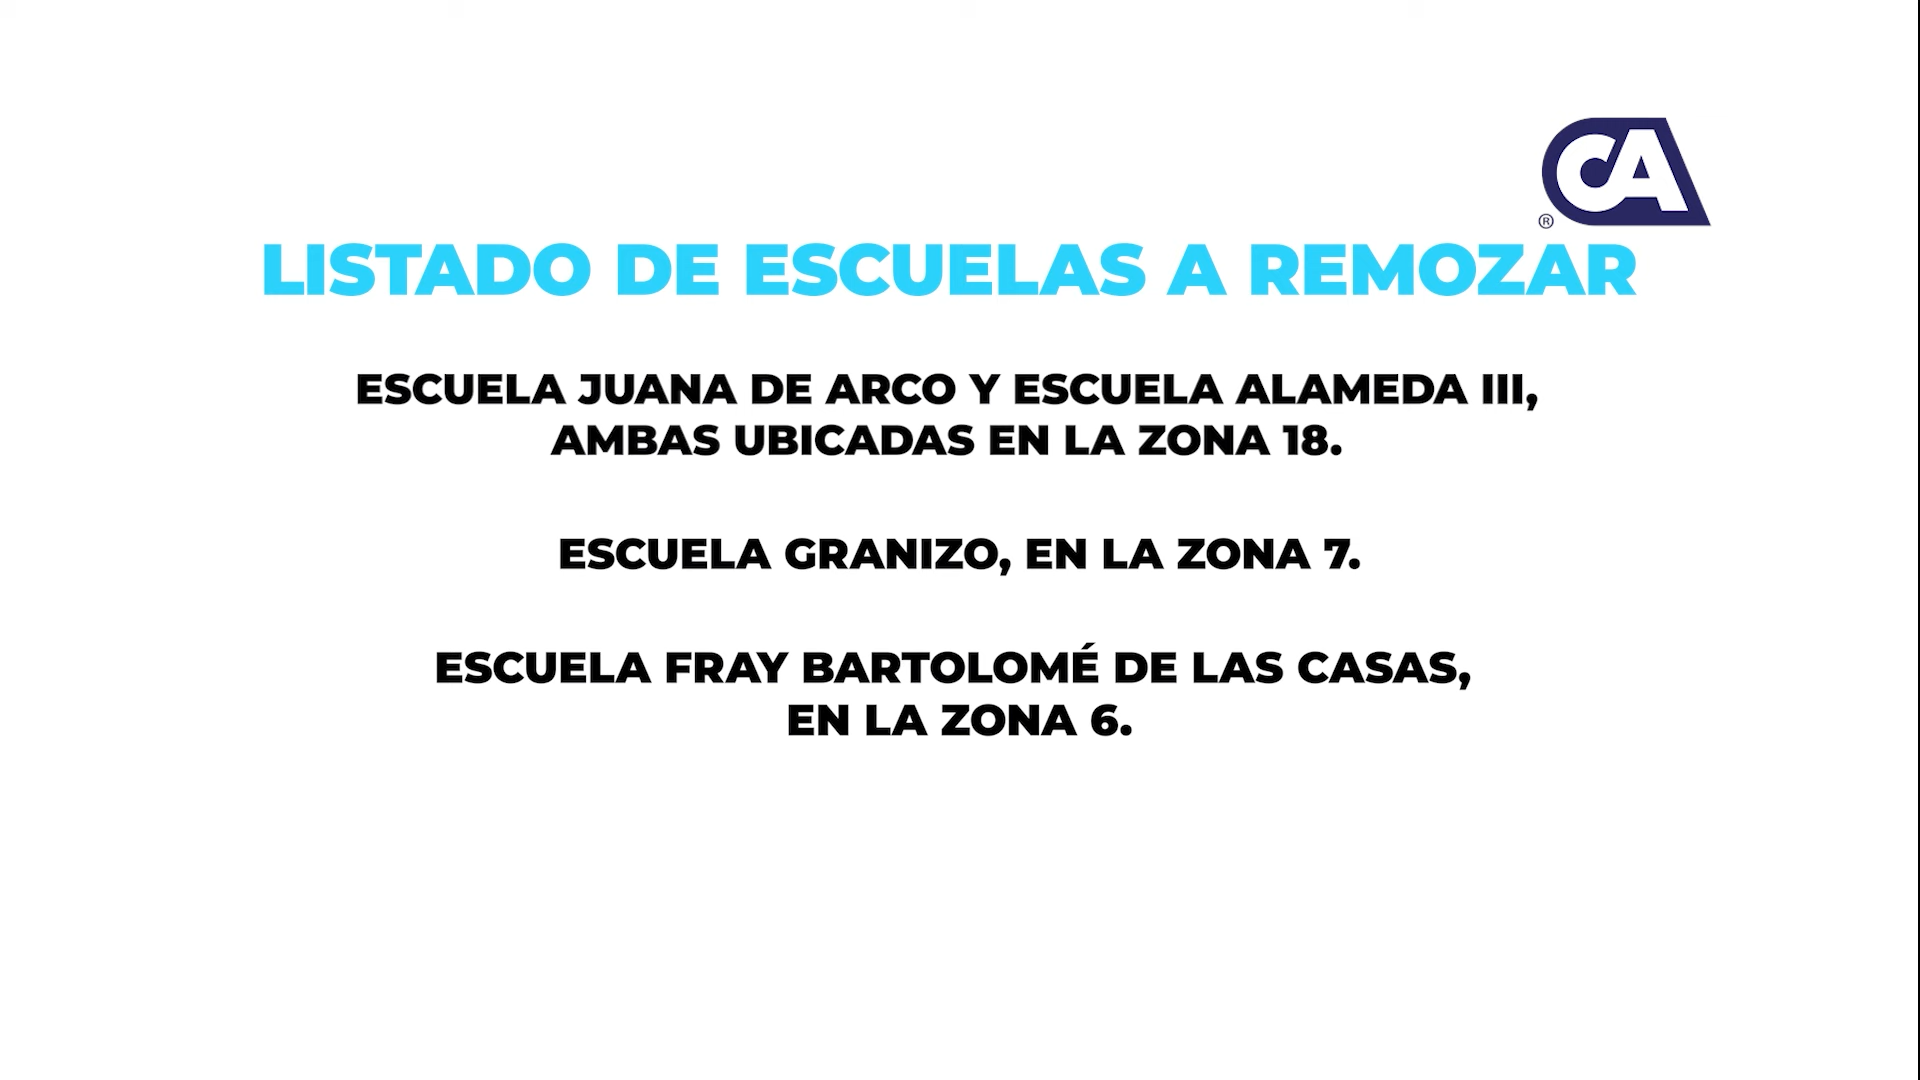 CA
®
LISTADO DE ESCUELAS A REMOZAR
ESCUELA JUANA DE ARCO Y ESCUELA ALAMEDA III,
AMBAS UBICADAS EN LA ZONA 18.
ESCUELA GRANIZO, EN LA ZONA 7.
ESCUELA FRAY BARTOLOMÉ DE LAS CASAS,
EN LA ZONA 6.